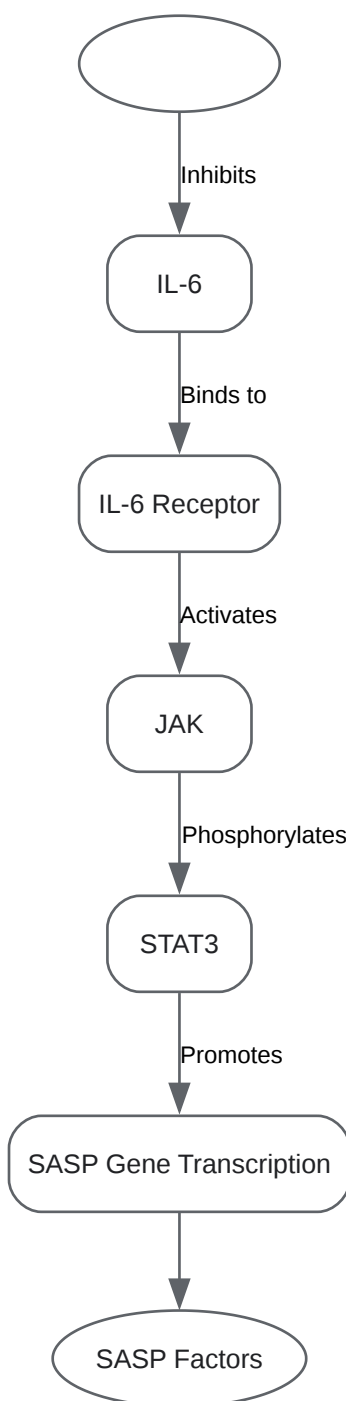 Inhibits
IL-6
Binds to
IL-6 Receptor
Activates
JAK
Phosphorylates
STAT3
Promotes
SASP Gene Transcription
SASP Factors